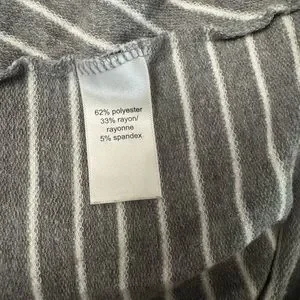 62% polyester
33% rayon/
rayonne
5% spandex